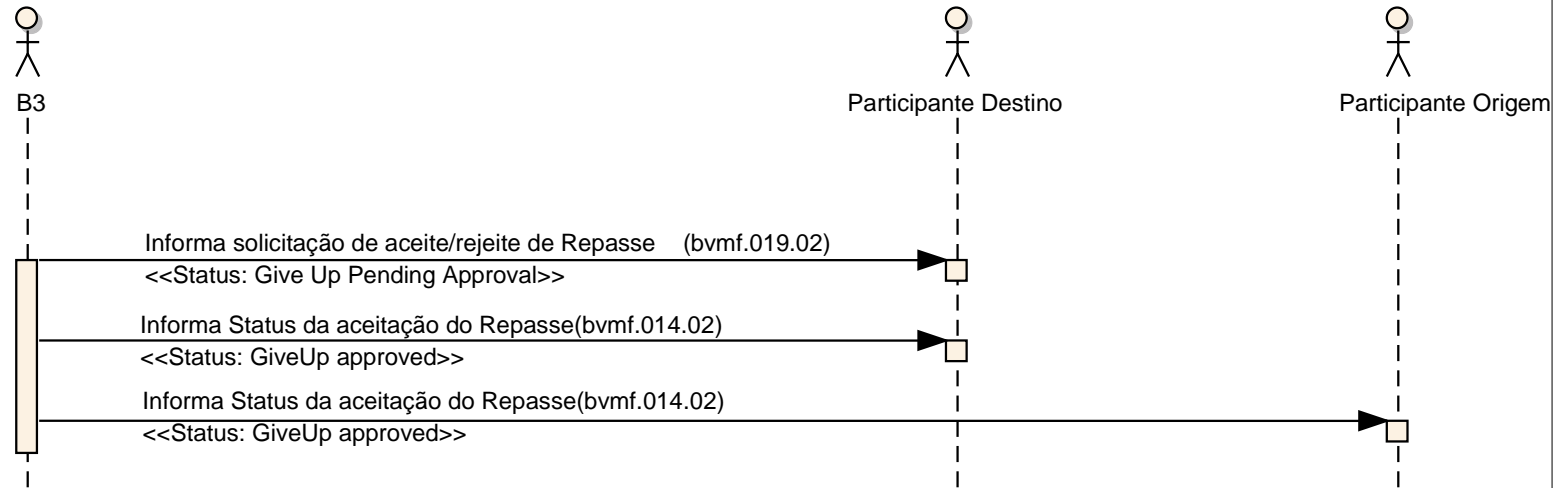 B3
Participante Destino
Participante Origem
Informa solicitação de aceite/rejeite de Repasse (bvmf.019.02)
<<Status: Give Up Pending Approval>>
Informa Status da aceitação do Repasse(bvmf.014.02)
<<Status: GiveUp approved>>
Informa Status da aceitação do Repasse(bvmf.014.02)
<<Status: GiveUp approved>>